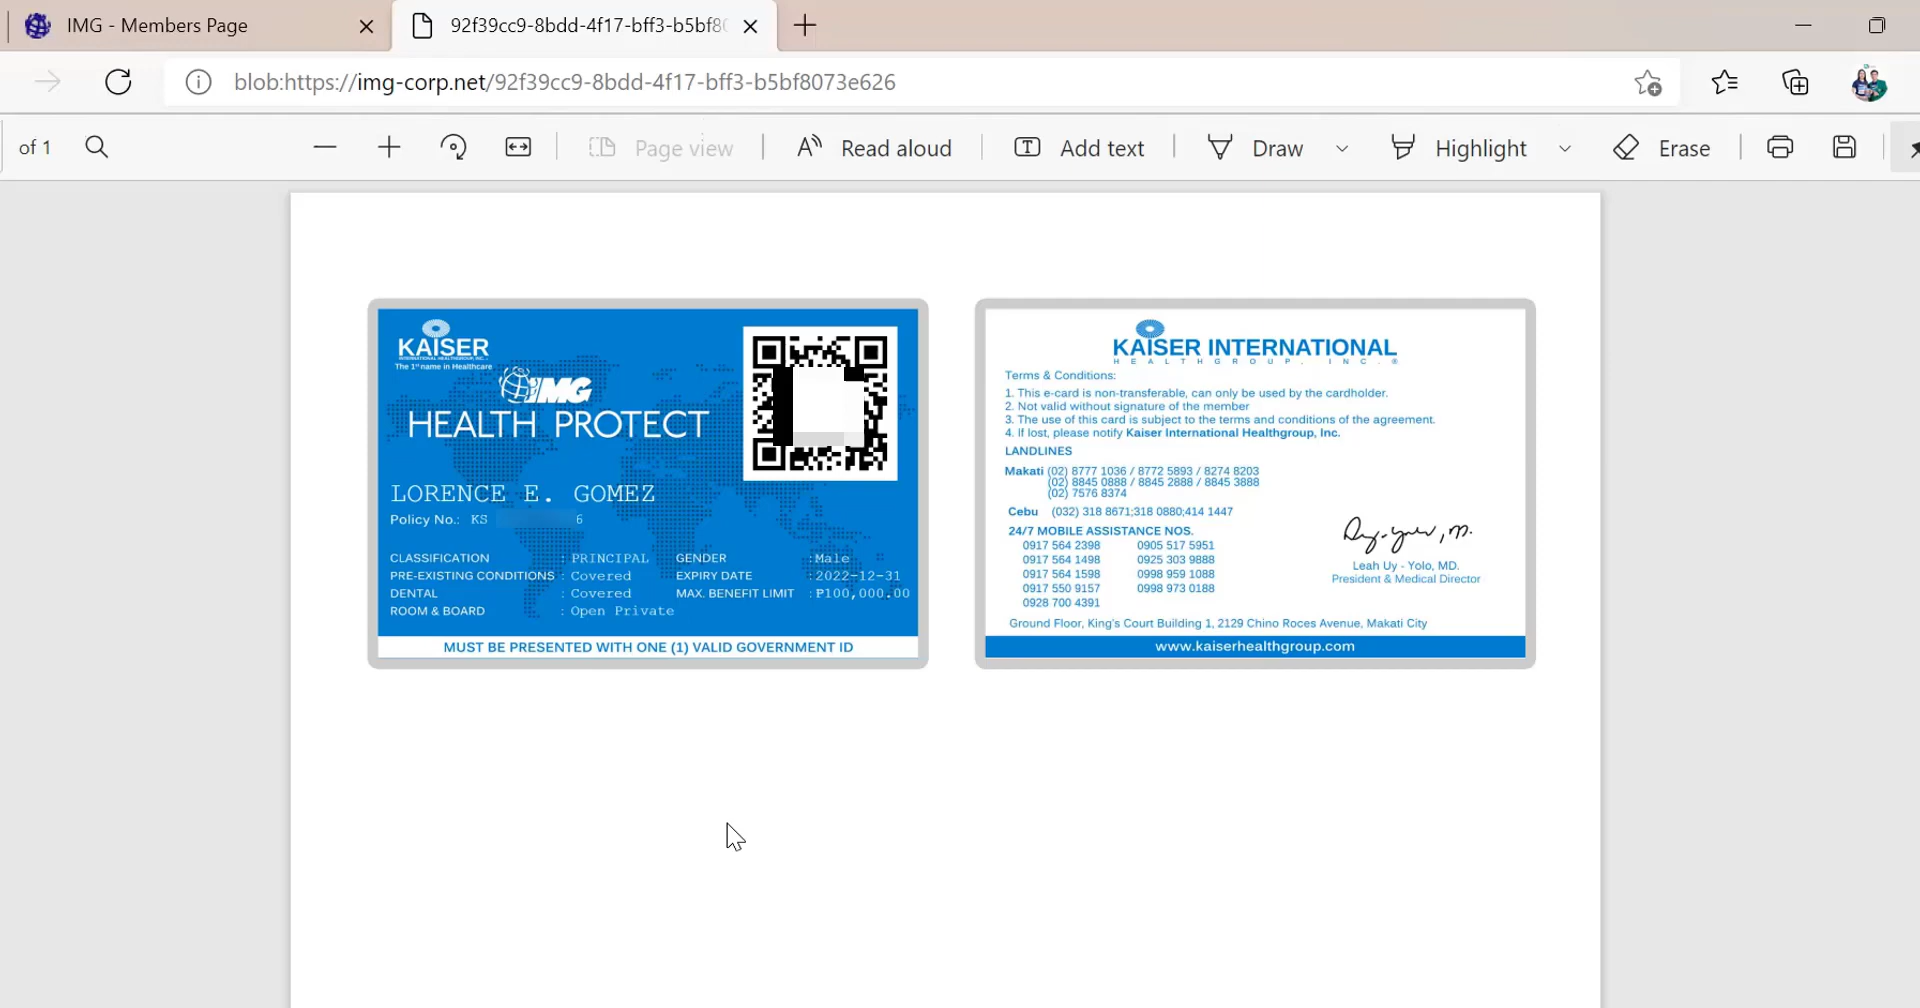 IMG - Members Page
92f39cc9-8bdd-4f17-bff3-b5bf80
blob:https://img-corp.net/92f39cc9-8bdd-4f17-bff3-b5bf8073e626
of 1
Page view
Read aloud
Add text
Draw
Highlight
Erase
KAISER
INTERNATIONAL HEALTHGROUP, INC.
The 1st name in Healthcare
IMG
HEALTH PROTECT
LORENCE E. GOMEZ
Policy No.: KS 6
CLASSIFICATION : PRINCIPAL GENDER :Male
PRE-EXISTING CONDITIONS : Covered EXPIRY DATE :2022-12-31
DENTAL : Covered MAX. BENEFIT LIMIT :₱100,000.00
ROOM & BOARD : Open Private
MUST BE PRESENTED WITH ONE (1) VALID GOVERNMENT ID
KAISER INTERNATIONAL
HEALTHGROUP, INC.®
Terms & Conditions:
1. This e-card is non-transferable, can only be used by the cardholder.
2. Not valid without signature of the member
3. The use of this card is subject to the terms and conditions of the agreement.
4. If lost, please notify Kaiser International Healthgroup, Inc.
LANDLINES
Makati (02) 8777 1036 / 8772 5893 / 8274 8203
(02) 8845 0888 / 8845 2888 / 8845 3888
(02) 7576 8374
Cebu (032) 318 8671;318 0880;414 1447
24/7 MOBILE ASSISTANCE NOS.
0917 564 2398 0905 517 5951
0917 564 1498 0925 303 9888
0917 564 1598 0998 959 1088
0917 550 9157 0998 973 0188
0928 700 4391
Leah Uy - Yolo, MD.
President & Medical Director
Ground Floor, King's Court Building 1, 2129 Chino Roces Avenue, Makati City
www.kaiserhealthgroup.com